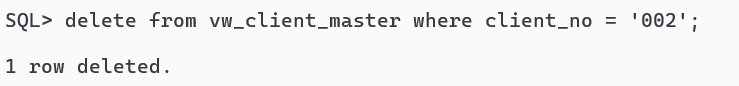 SQL> delete from vw_client_master where client_no = '002';
1 row deleted.